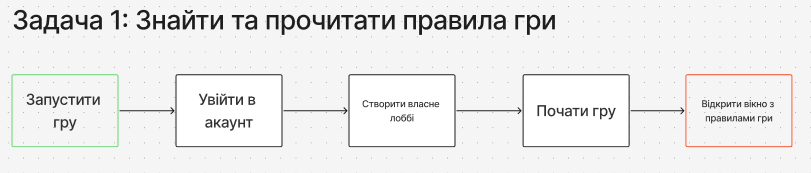 Задача 1: Знайти та прочитати правила гри
Запустити
гру
Увійти в
акаунт
Створити власне
лоббі
Почати гру
Відкрити вікно з
правилами гри